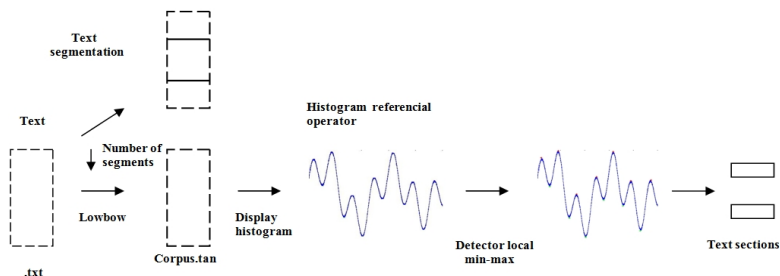 Text
segmentation
Text
Number of
segments
Lowbow
.txt
Corpus.tan
Display
histogram
Histogram referencial
operator
Detector local
min-max
Text sections